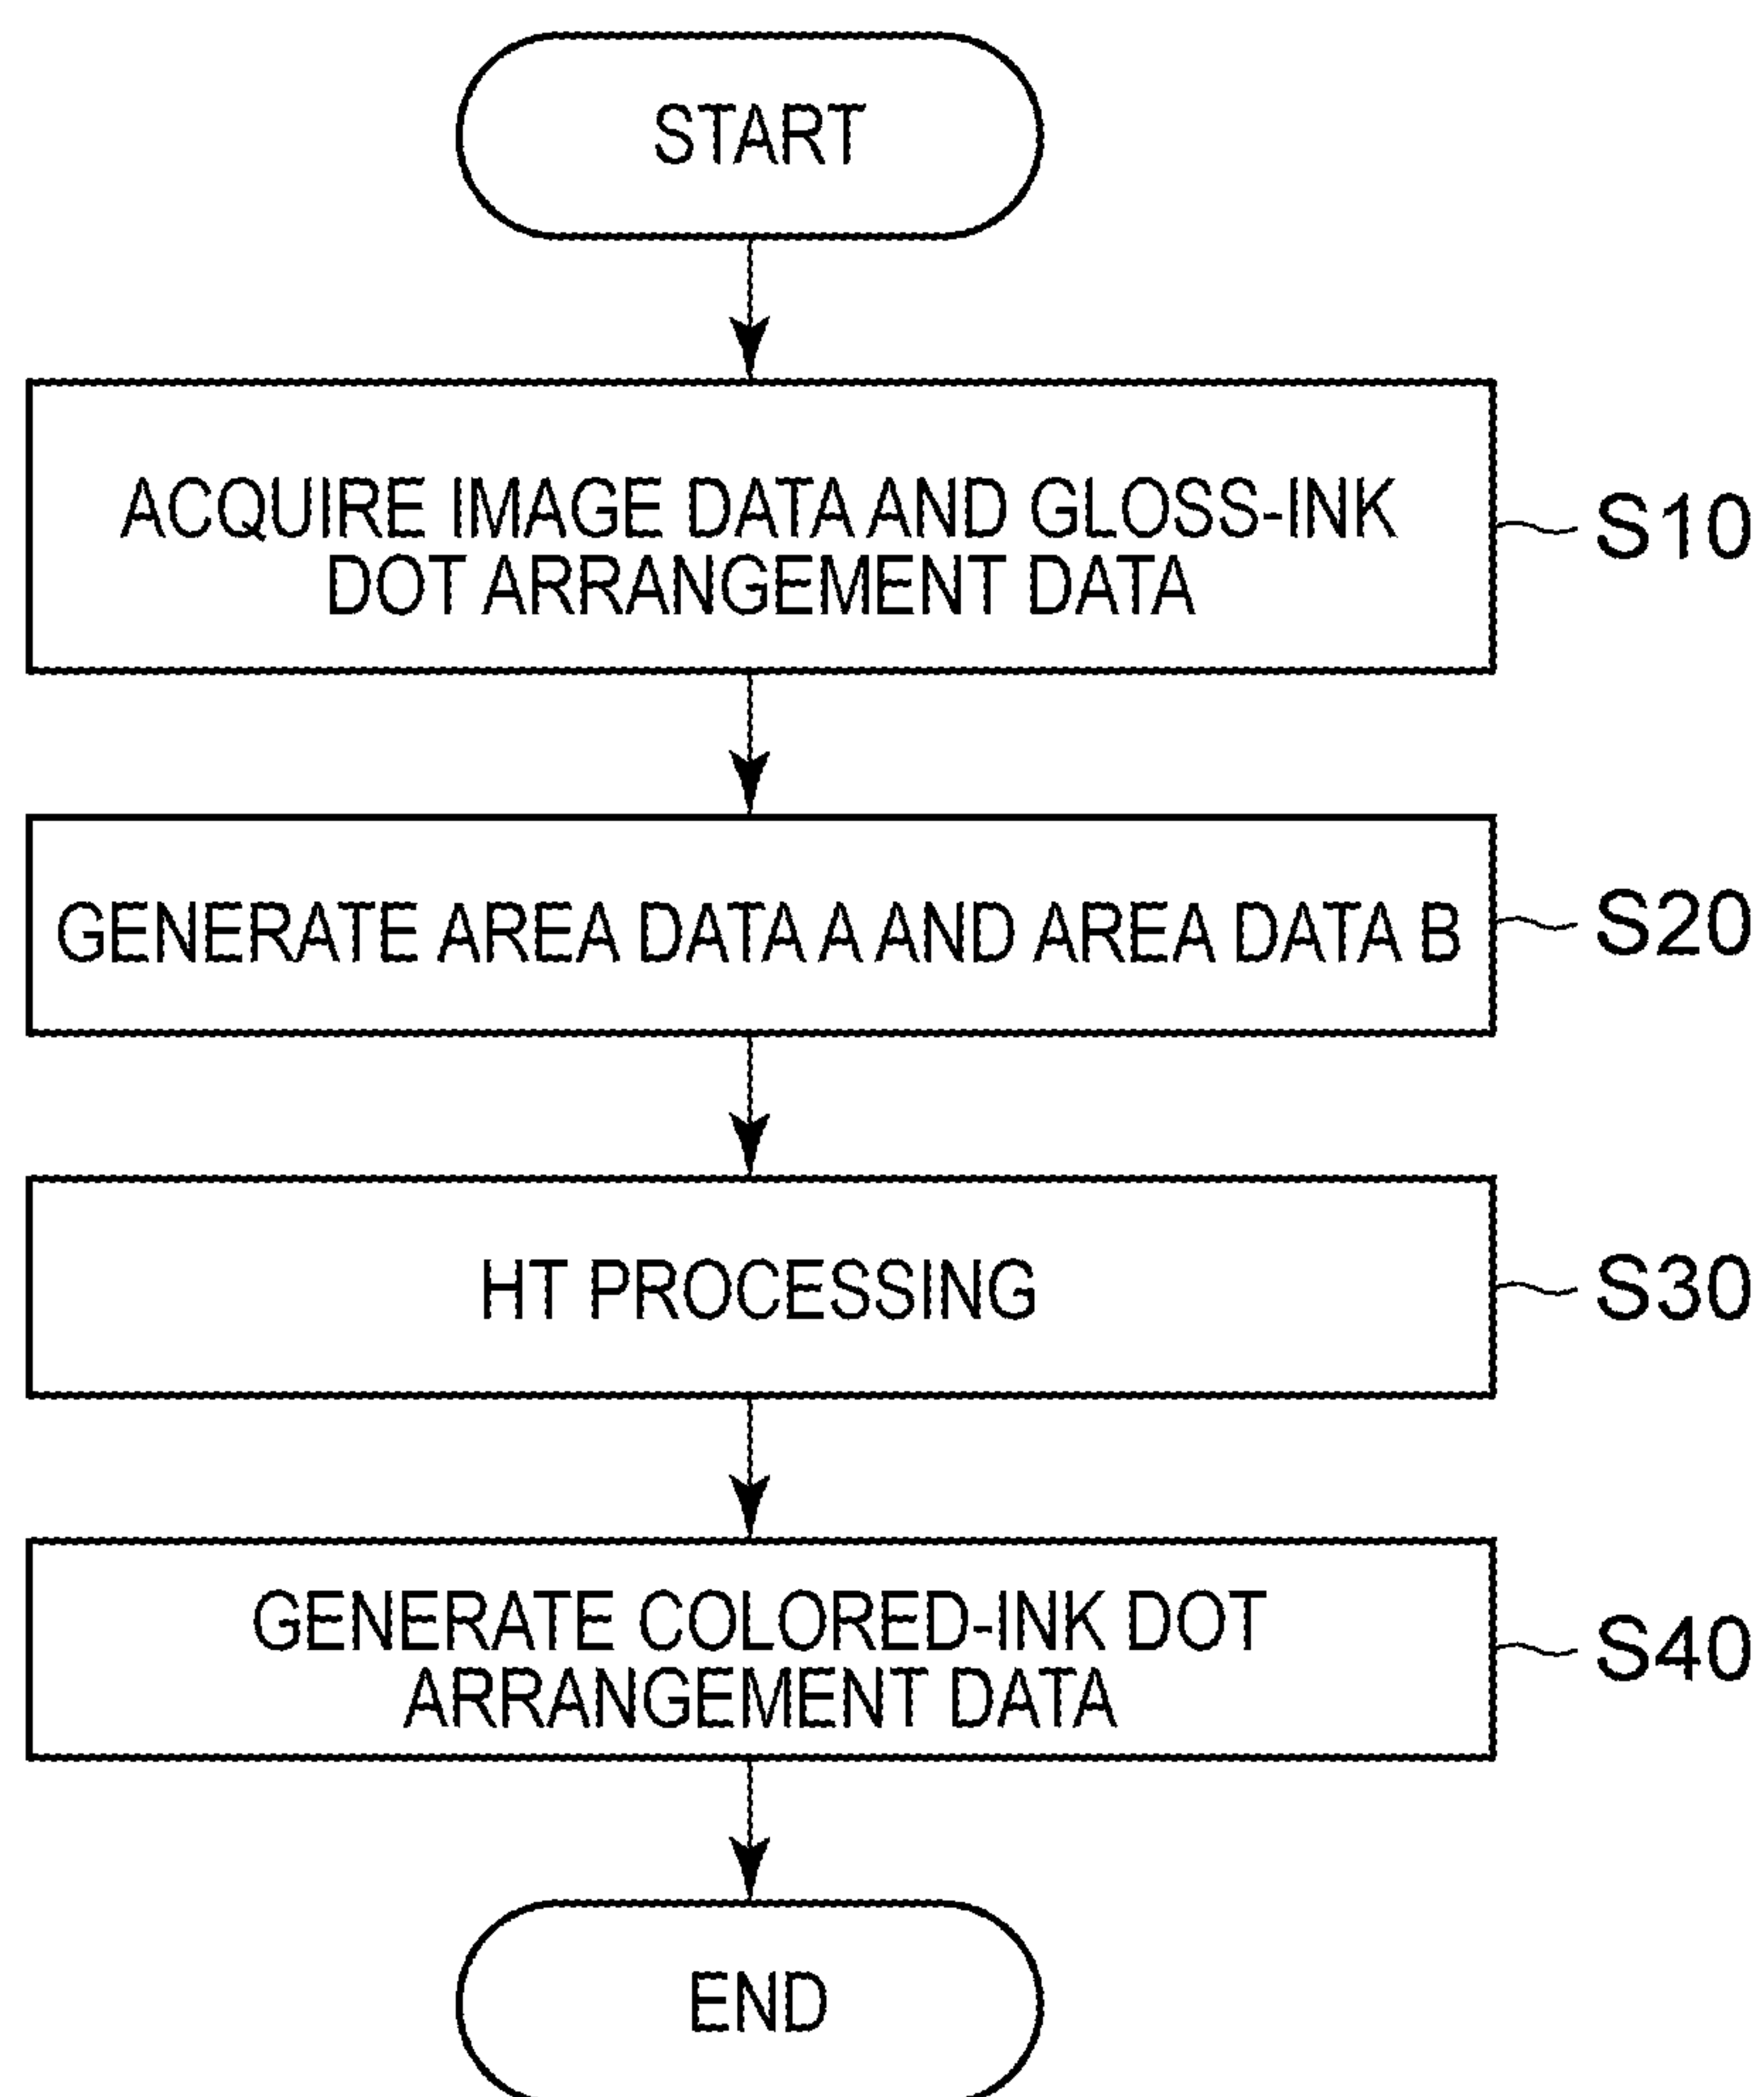 START
ACQUIRE IMAGE DATA AND GLOSS-INK
DOT ARRANGEMENT DATA
S10
GENERATE AREA DATA A AND AREA DATA B
S20
HT PROCESSING
S30
GENERATE COLORED-INK DOT
ARRANGEMENT DATA
S40
END